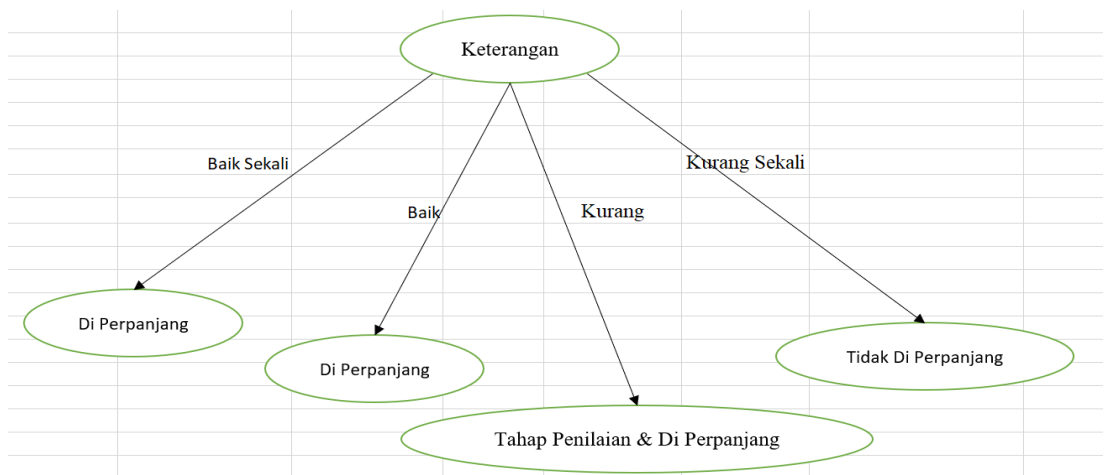 Keterangan
Baik Sekali
Kurang Sekali
Baik
Kurang
Di Perpanjang
Di Perpanjang
Tidak Di Perpanjang
Tahap Penilaian & Di Perpanjang